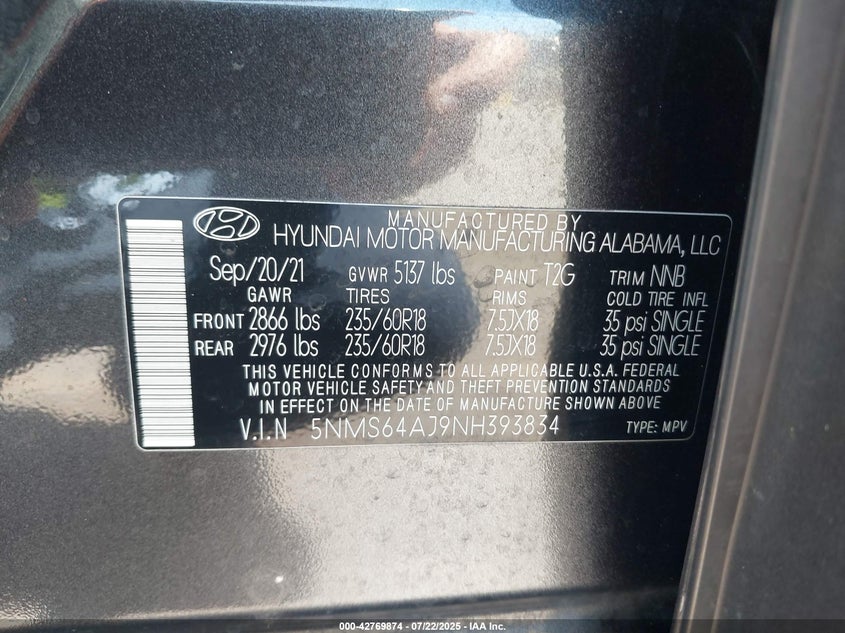 MANUFACTURED BY
HYUNDAI MOTOR MANUFACTURING ALABAMA, LLC
Sep/20/21 GVWR 5137 lbs PAINT T2G TRIM NNB
GAWR TIRES RIMS COLD TIRE INFL
FRONT 2866 lbs 235/60R18 7.5JX18 35 psi SINGLE
REAR 2976 lbs 235/60R18 7.5JX18 35 psi SINGLE
THIS VEHICLE CONFORMS TO ALL APPLICABLE U.S.A. FEDERAL
MOTOR VEHICLE SAFETY AND THEFT PREVENTION STANDARDS
IN EFFECT ON THE DATE OF MANUFACTURE SHOWN ABOVE
V.I.N 5NMS64AJ9NH393834 TYPE: MPV
000-42769874 - 07/22/2025 - IAA Inc.